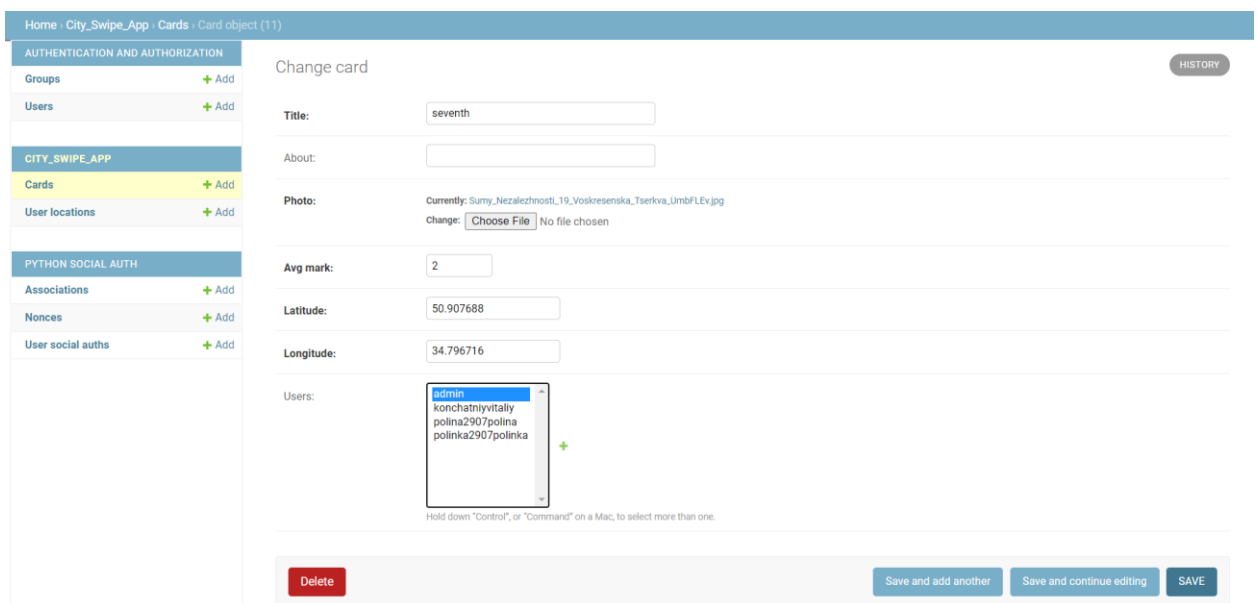 Home › City_Swipe_App › Cards › Card object (11)
AUTHENTICATION AND AUTHORIZATION
Groups + Add
Users + Add
CITY_SWIPE_APP
Cards + Add
User locations + Add
PYTHON SOCIAL AUTH
Associations + Add
Nonces + Add
User social auths + Add
Change card
HISTORY
Title: seventh
About:
Photo: Currently: Sumy_Nezalezhnosti_19_Voskresenska_Tserkva_UmbFLEv.jpg
Change: Choose File No file chosen
Avg mark: 2
Latitude: 50.907688
Longitude: 34.796716
Users: admin
konchatniyvitaliy
polina2907polina
polinka2907polinka
Hold down "Control", or "Command" on a Mac, to select more than one.
Delete Save and add another Save and continue editing SAVE